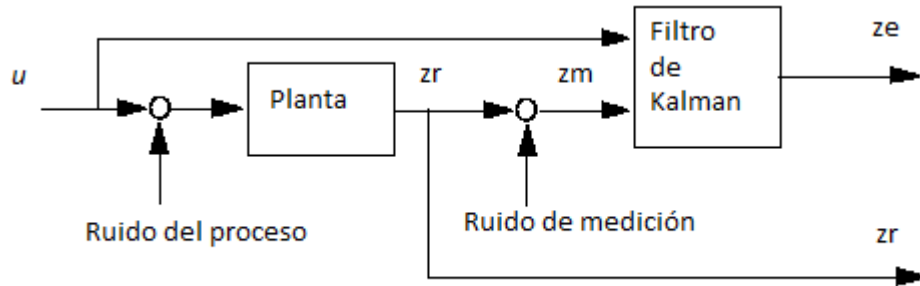 Filtro
de
Kalman
ze
u
zr
zm
Planta
Ruido del proceso
Ruido de medición
zr